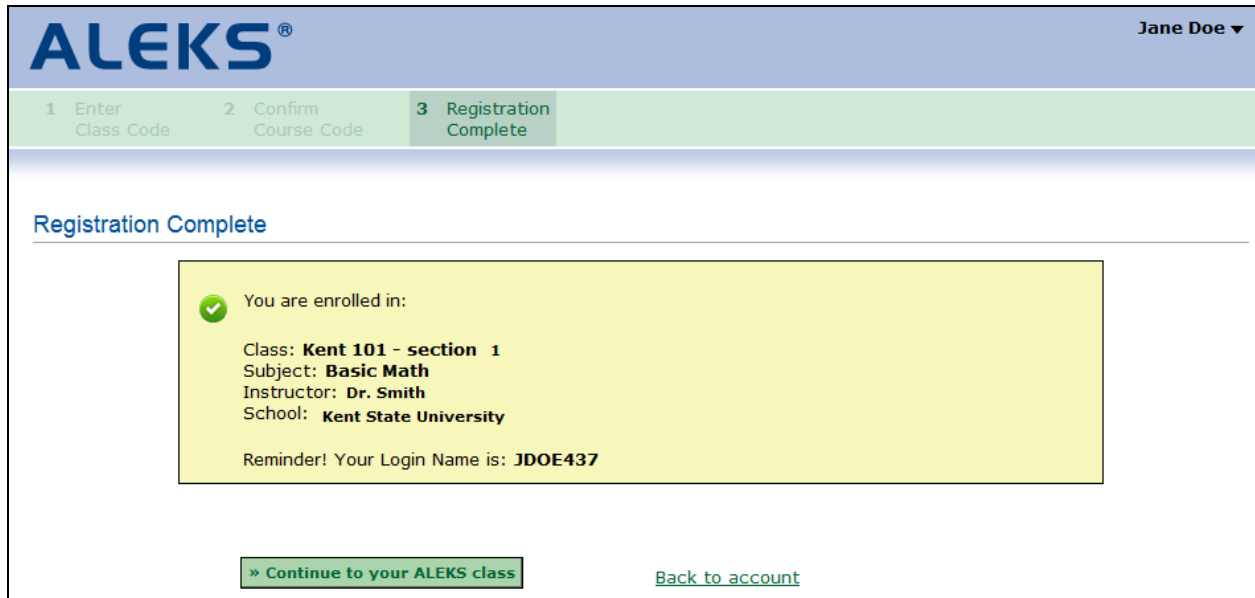 ALEKS®
Jane Doe ▼
1 Enter Class Code
2 Confirm Course Code
3 Registration Complete
Registration Complete
You are enrolled in:
Class: Kent 101 - section 1
Subject: Basic Math
Instructor: Dr. Smith
School: Kent State University
Reminder! Your Login Name is: JDOE437
» Continue to your ALEKS class
Back to account